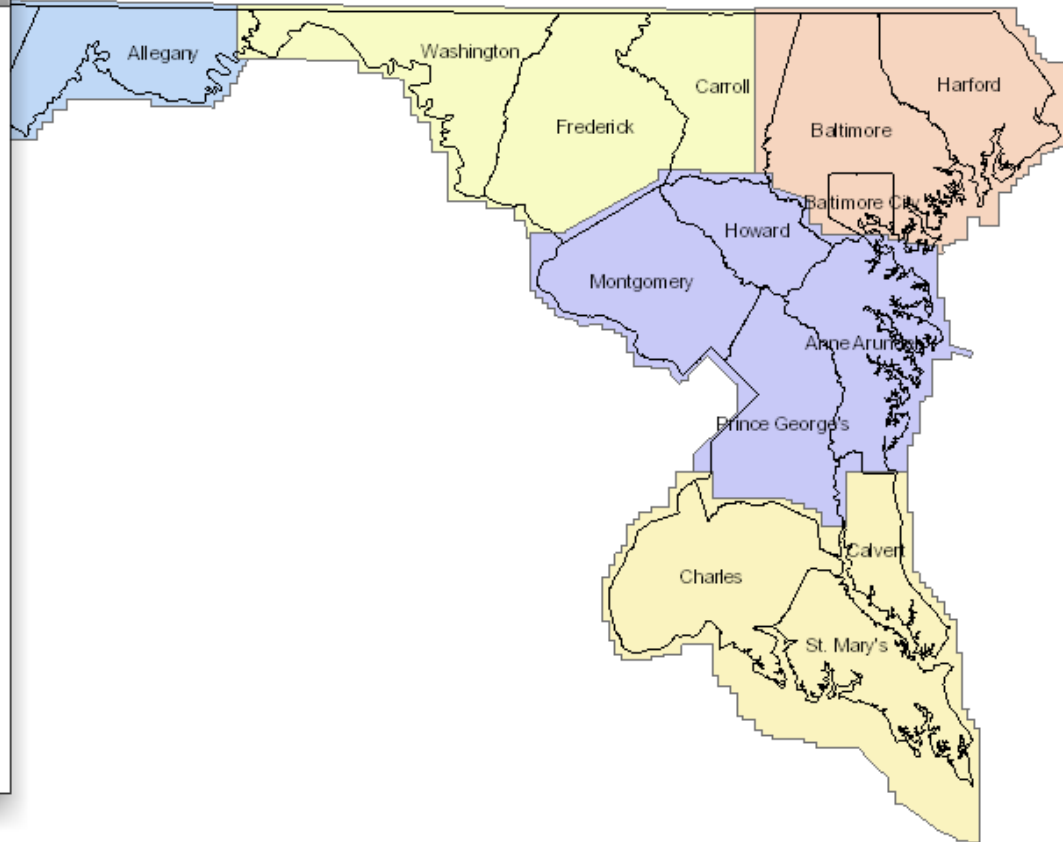 Allegany
Washington
Carroll
Harford
Frederick
Baltimore
Baltimore City
Howard
Montgomery
Anne Arundel
Prince George's
Calvert
Charles
St. Mary's